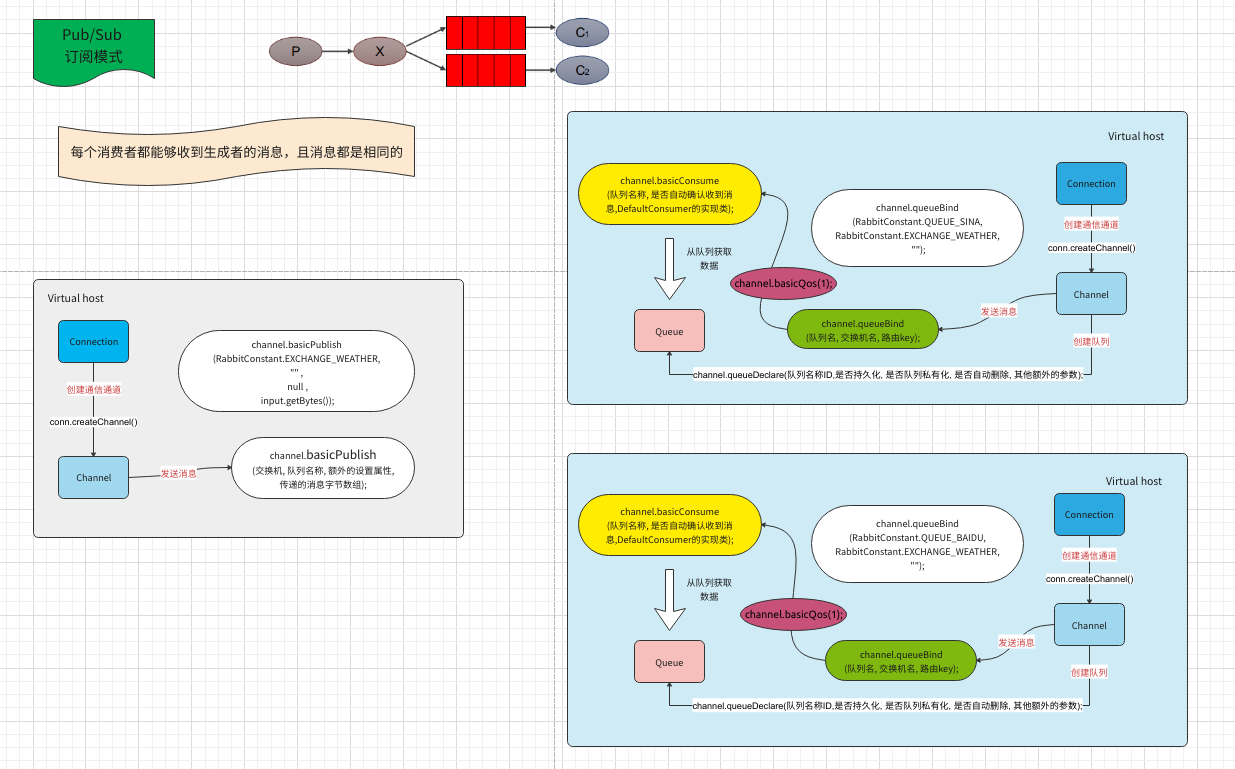 Pub/Sub
订阅模式
P
X
C1
C2
每个消费者都能够收到生成者的消息，且消息都是相同的
Virtual host
Connection
创建通信通道
conn.createChannel()
Channel
发送消息
channel.basicPublish
(RabbitConstant.EXCHANGE_WEATHER,
"" ,
null ,
input.getBytes());
channel.basicPublish
(交换机, 队列名称, 额外的设置属性,
传递的消息字节数组);
Virtual host
channel.basicConsume
(队列名称, 是否自动确认收到消
息,DefaultConsumer的实现类);
从队列获取
数据
Queue
channel.basicQos(1);
channel.queueBind
(RabbitConstant.QUEUE_SINA,
RabbitConstant.EXCHANGE_WEATHER,
"");
channel.queueBind
(队列名, 交换机名, 路由key);
Connection
创建通信通道
conn.createChannel()
Channel
发送消息
创建队列
channel.queueDeclare(队列名称ID,是否持久化, 是否队列私有化, 是否自动删除, 其他额外的参数);
Virtual host
channel.basicConsume
(队列名称, 是否自动确认收到消
息,DefaultConsumer的实现类);
从队列获取
数据
Queue
channel.basicQos(1);
channel.queueBind
(RabbitConstant.QUEUE_BAIDU,
RabbitConstant.EXCHANGE_WEATHER,
"");
channel.queueBind
(队列名, 交换机名, 路由key);
Connection
创建通信通道
conn.createChannel()
Channel
发送消息
创建队列
channel.queueDeclare(队列名称ID,是否持久化, 是否队列私有化, 是否自动删除, 其他额外的参数);